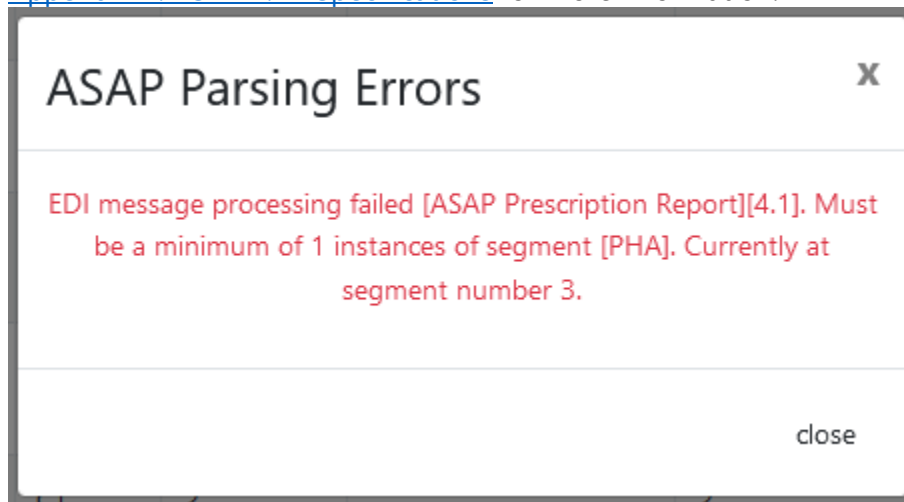 ASAP Parsing Errors
x
EDI message processing failed [ASAP Prescription Report][4.1]. Must
be a minimum of 1 instances of segment [PHA]. Currently at
segment number 3.
close